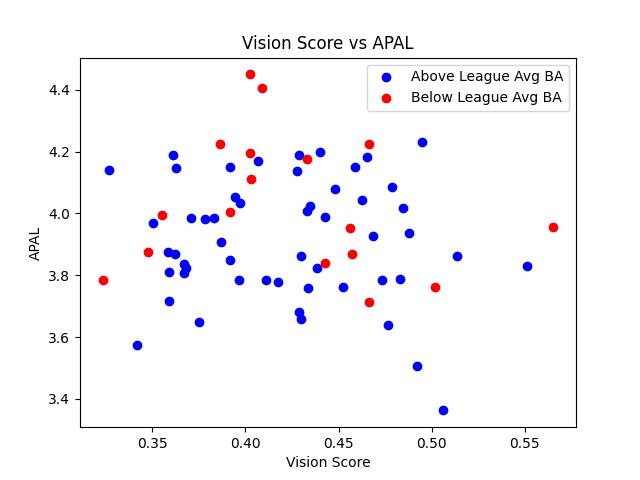 Vision Score vs APAL
Above League Avg BA
Below League Avg BA
4.4
4.2
4.0
3.8
3.6
3.4
APAL
0.35 0.40 0.45 0.50 0.55
Vision Score